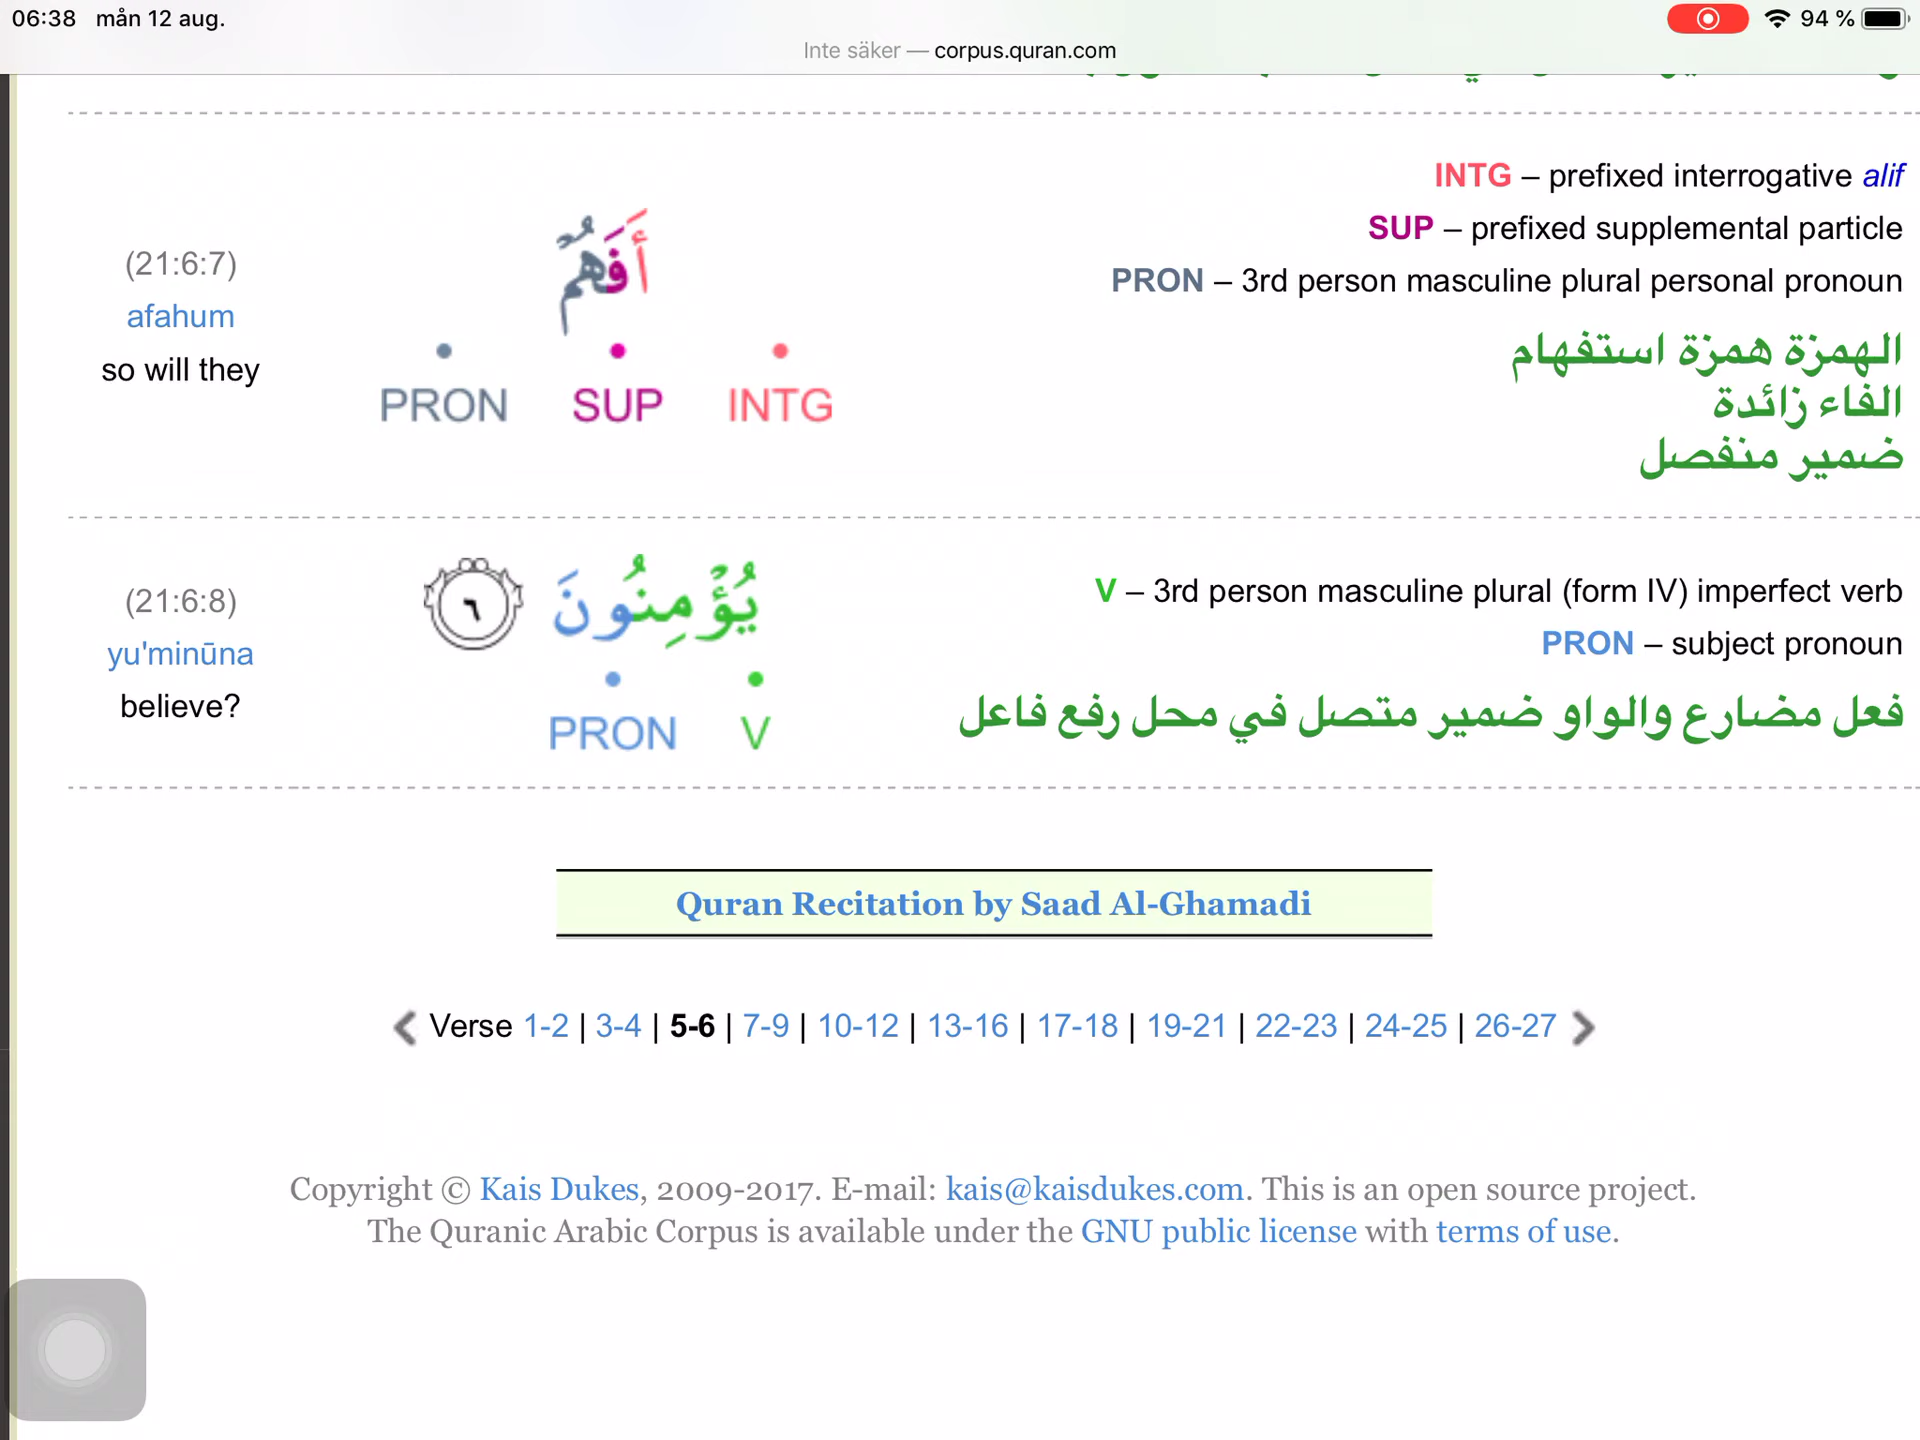 06:38 mån 12 aug.
94 %
Inte säker — corpus.quran.com
(21:6:7)
afahum
so will they
أَفَهُمْ
PRON SUP INTG
INTG – prefixed interrogative alif
SUP – prefixed supplemental particle
PRON – 3rd person masculine plural personal pronoun
الهمزة همزة استفهام
الفاء زائدة
ضمير منفصل
(21:6:8)
yu'minūna
believe?
يُؤْمِنُونَ ٦
PRON V
V – 3rd person masculine plural (form IV) imperfect verb
PRON – subject pronoun
فعل مضارع والواو ضمير متصل في محل رفع فاعل
Quran Recitation by Saad Al-Ghamadi
Verse 1-2 | 3-4 | 5-6 | 7-9 | 10-12 | 13-16 | 17-18 | 19-21 | 22-23 | 24-25 | 26-27
Copyright © Kais Dukes, 2009-2017. E-mail: kais@kaisdukes.com. This is an open source project.
The Quranic Arabic Corpus is available under the GNU public license with terms of use.